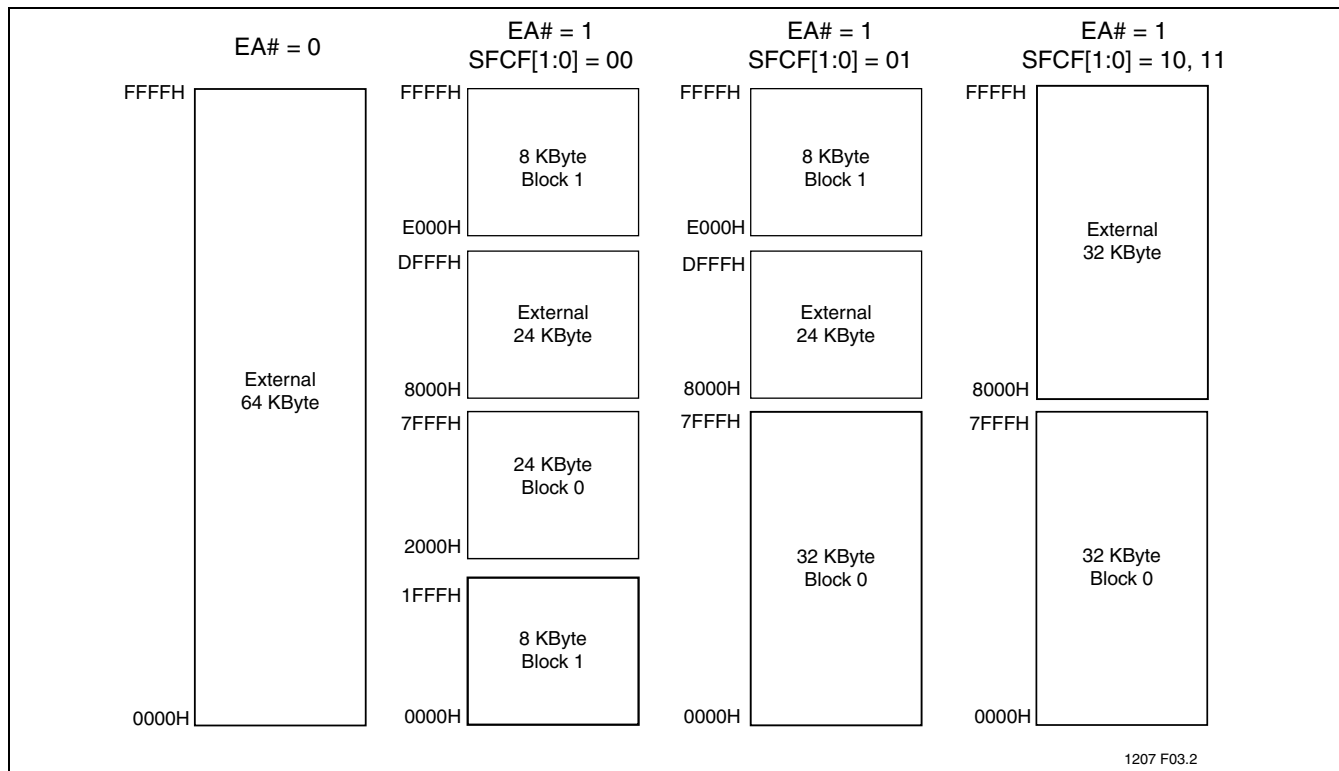 EA# = 0
FFFFH
External
64 KByte
0000H
EA# = 1
SFCF[1:0] = 00
FFFFH
8 KByte
Block 1
E000H
DFFFH
External
24 KByte
8000H
7FFFH
24 KByte
Block 0
2000H
1FFFH
8 KByte
Block 1
0000H
EA# = 1
SFCF[1:0] = 01
FFFFH
8 KByte
Block 1
E000H
DFFFH
External
24 KByte
8000H
7FFFH
32 KByte
Block 0
0000H
EA# = 1
SFCF[1:0] = 10, 11
FFFFH
External
32 KByte
8000H
7FFFH
32 KByte
Block 0
0000H
1207 F03.2